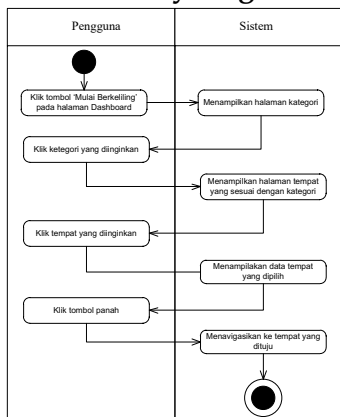 Pengguna
Sistem
Klik tombol 'Mulai Berkeliling'
pada halaman Dashboard
Menampilkan halaman kategori
Klik ketegori yang diinginkan
Menampilkan halaman tempat
yang sesuai dengan kategori
Klik tempat yang diinginkan
Menampilakan data tempat
yang dipilih
Klik tombol panah
Menavigasikan ke tempat yang
dituju